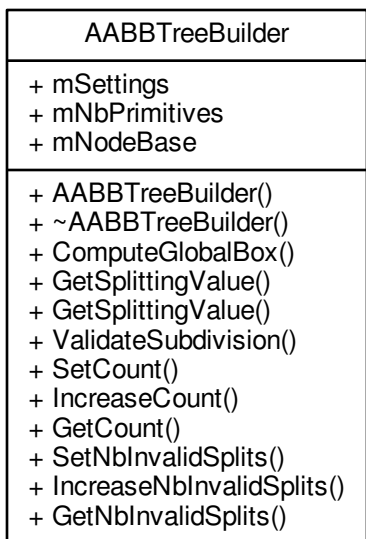 AABBTreeBuilder
+ mSettings
+ mNbPrimitives
+ mNodeBase
+ AABBTreeBuilder()
+ ~AABBTreeBuilder()
+ ComputeGlobalBox()
+ GetSplittingValue()
+ GetSplittingValue()
+ ValidateSubdivision()
+ SetCount()
+ IncreaseCount()
+ GetCount()
+ SetNbInvalidSplits()
+ IncreaseNbInvalidSplits()
+ GetNbInvalidSplits()